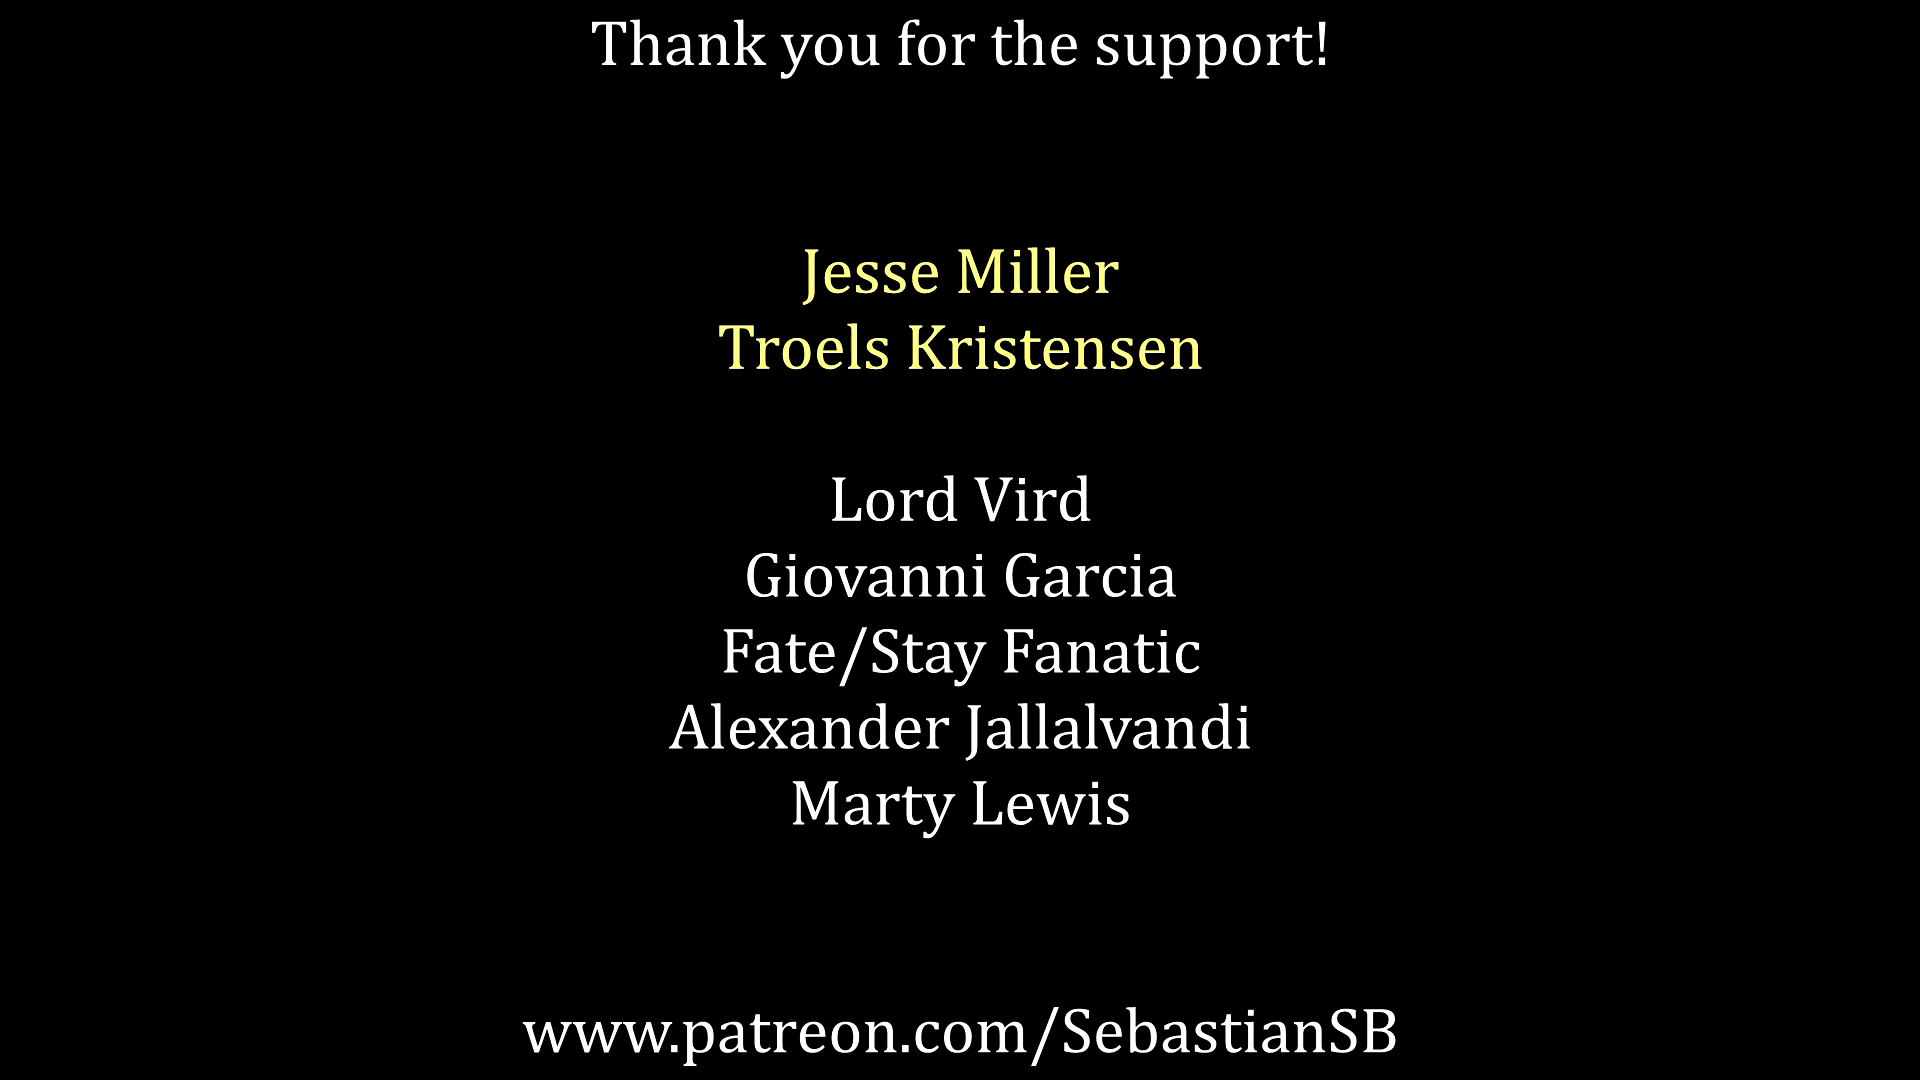 Thank you for the support!
Jesse Miller
Troels Kristensen
Lord Vird
Giovanni Garcia
Fate/Stay Fanatic
Alexander Jallalvandi
Marty Lewis
www.patreon.com/SebastianSB